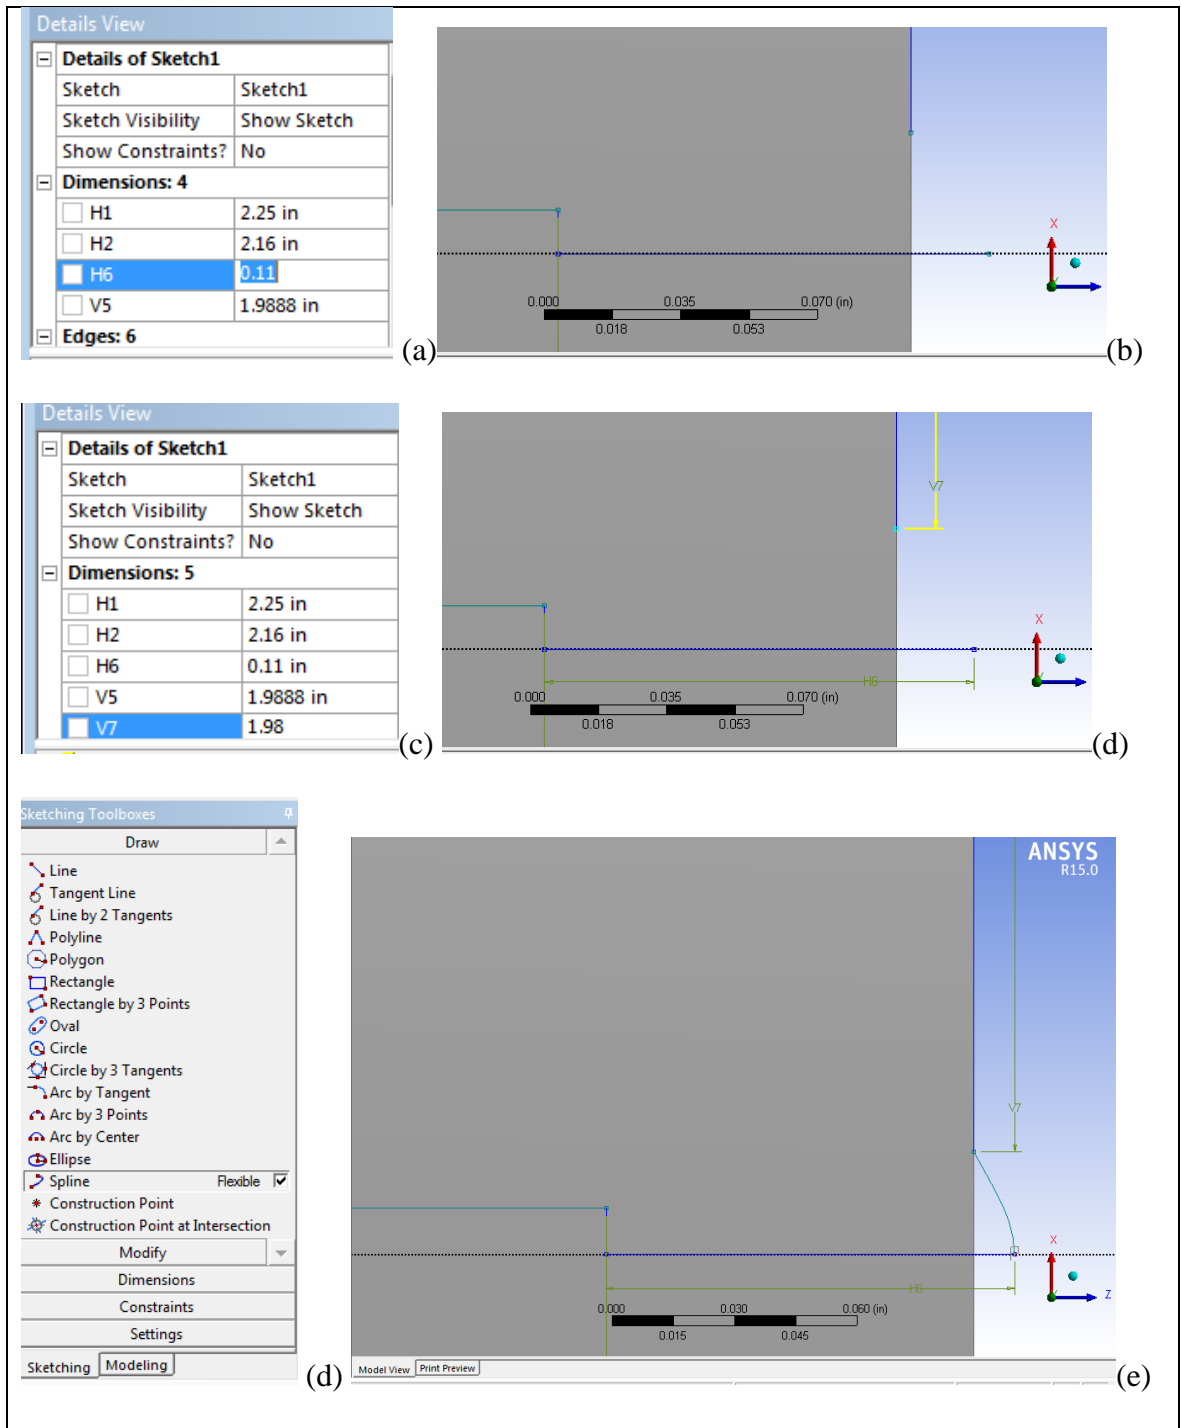 Details View
Details of Sketch1
Sketch Sketch1
Sketch Visibility Show Sketch
Show Constraints? No
Dimensions: 4
H1 2.25 in
H2 2.16 in
H6 0.11
V5 1.9888 in
Edges: 6
(a)
X
0.000 0.035 0.070 (in)
0.018 0.053
(b)
Details View
Details of Sketch1
Sketch Sketch1
Sketch Visibility Show Sketch
Show Constraints? No
Dimensions: 5
H1 2.25 in
H2 2.16 in
H6 0.11 in
V5 1.9888 in
V7 1.98
(c)
V7
X
H6
0.000 0.035 0.070 (in)
0.018 0.053
(d)
Sketching Toolboxes
Draw
Line
Tangent Line
Line by 2 Tangents
Polyline
Polygon
Rectangle
Rectangle by 3 Points
Oval
Circle
Circle by 3 Tangents
Arc by Tangent
Arc by 3 Points
Arc by Center
Ellipse
Spline Flexible
Construction Point
Construction Point at Intersection
Modify
Dimensions
Constraints
Settings
Sketching Modeling
(d)
ANSYS
R15.0
V7
X
H6
Z
0.000 0.030 0.060 (in)
0.015 0.045
Model View Print Preview
(e)